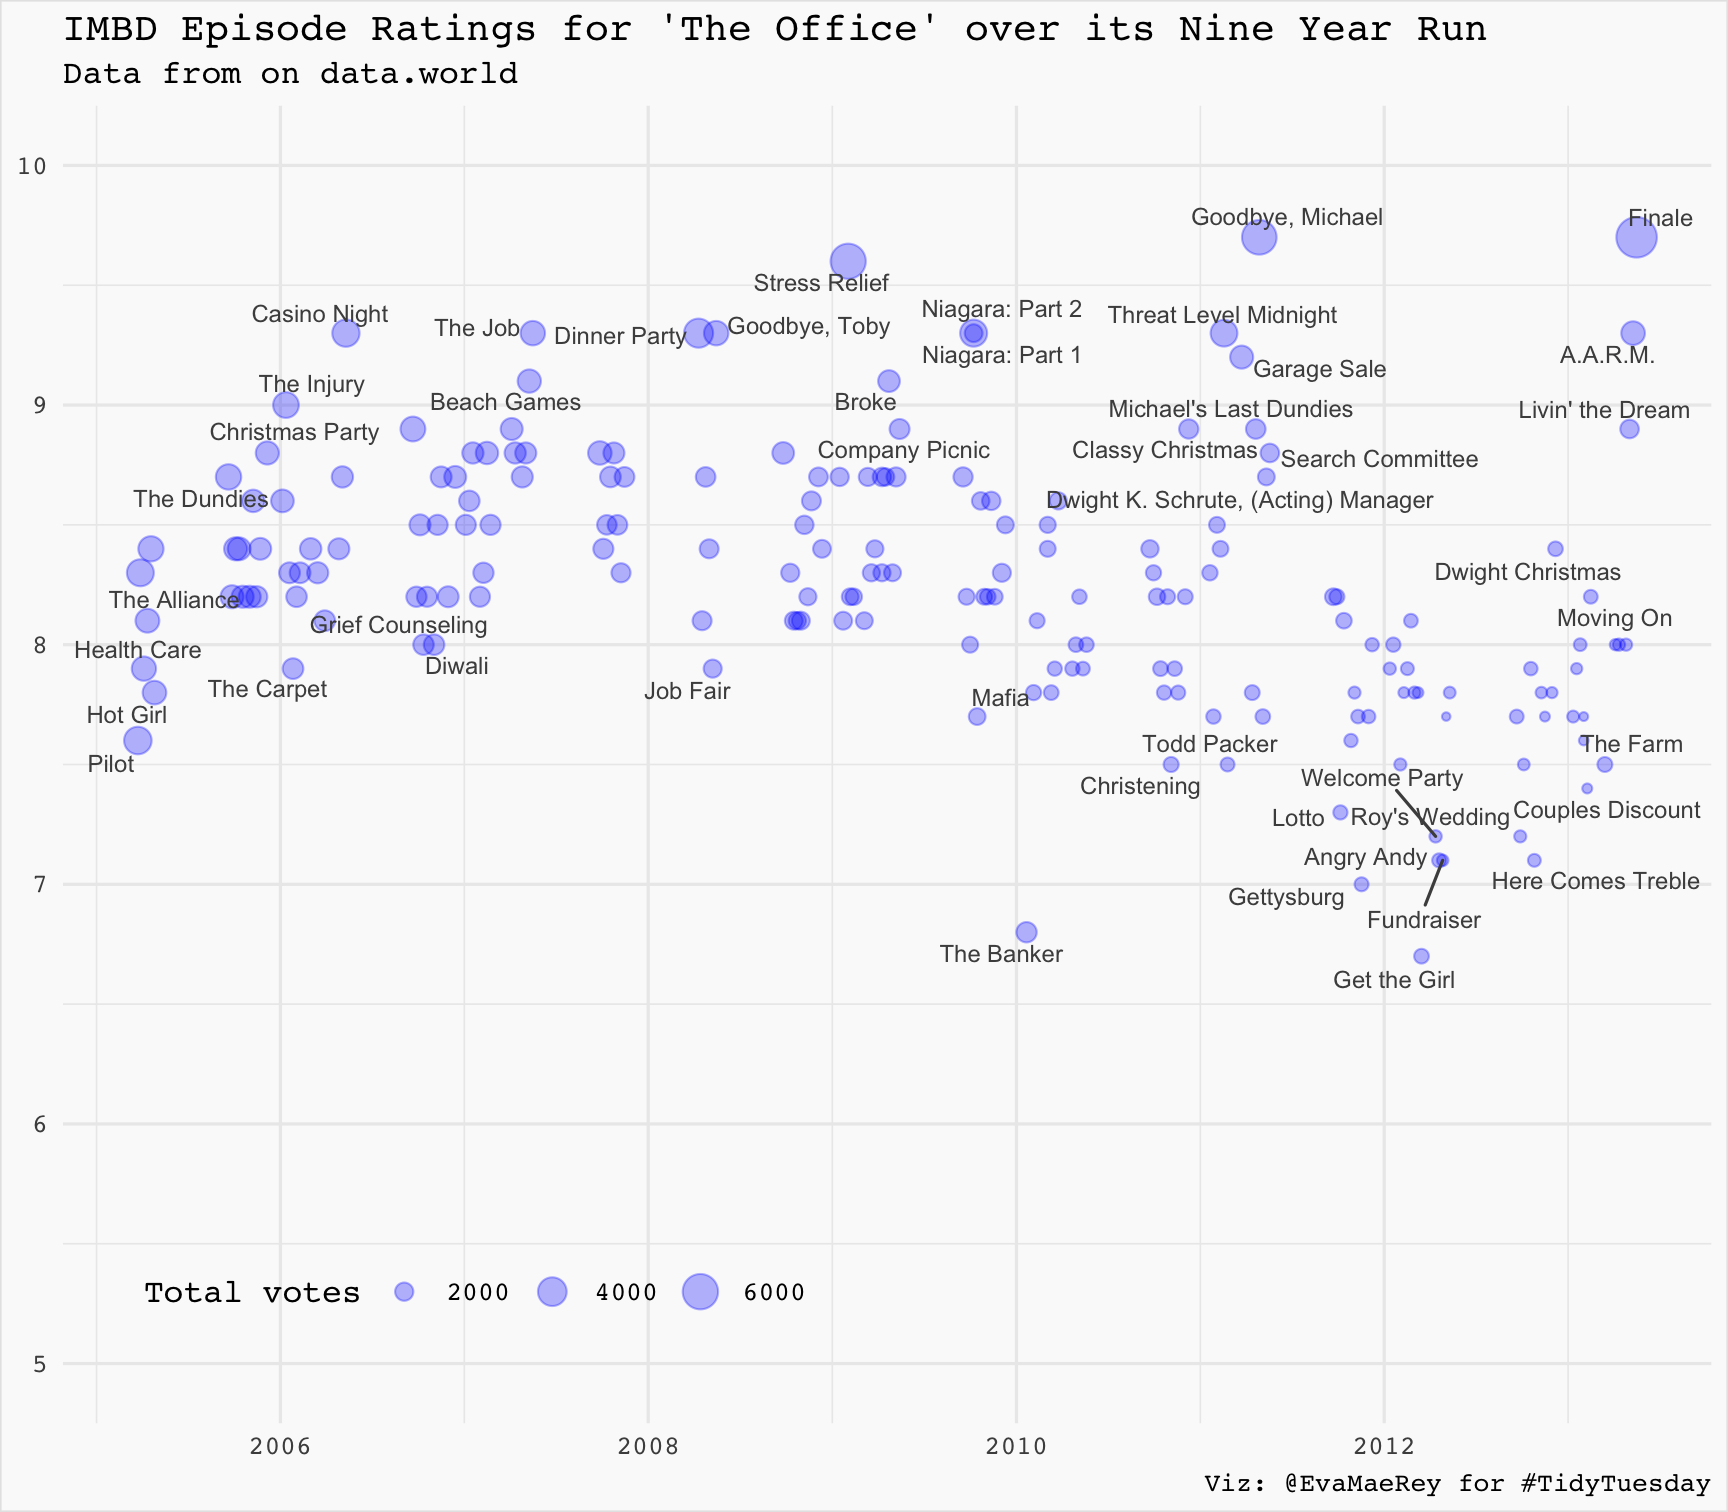 IMBD Episode Ratings for 'The Office' over its Nine Year Run
Data from on data.world
10
Goodbye, Michael
Finale
Stress Relief
Casino Night
The Job
Dinner Party
Goodbye, Toby
Niagara: Part 2
Niagara: Part 1
Threat Level Midnight
Garage Sale
A.A.R.M.
The Injury
Beach Games
Broke
9
Christmas Party
Company Picnic
Michael's Last Dundies
Classy Christmas
Search Committee
Livin' the Dream
The Dundies
Dwight K. Schrute, (Acting) Manager
The Alliance
Grief Counseling
Dwight Christmas
Moving On
8
Health Care
The Carpet
Diwali
Job Fair
Mafia
Hot Girl
Pilot
Todd Packer
Christening
Welcome Party
The Farm
Lotto
Roy's Wedding
Couples Discount
Angry Andy
7
Gettysburg
Here Comes Treble
Fundraiser
The Banker
Get the Girl
6
Total votes 2000 4000 6000
5
2006 2008 2010 2012
Viz: @EvaMaeRey for #TidyTuesday